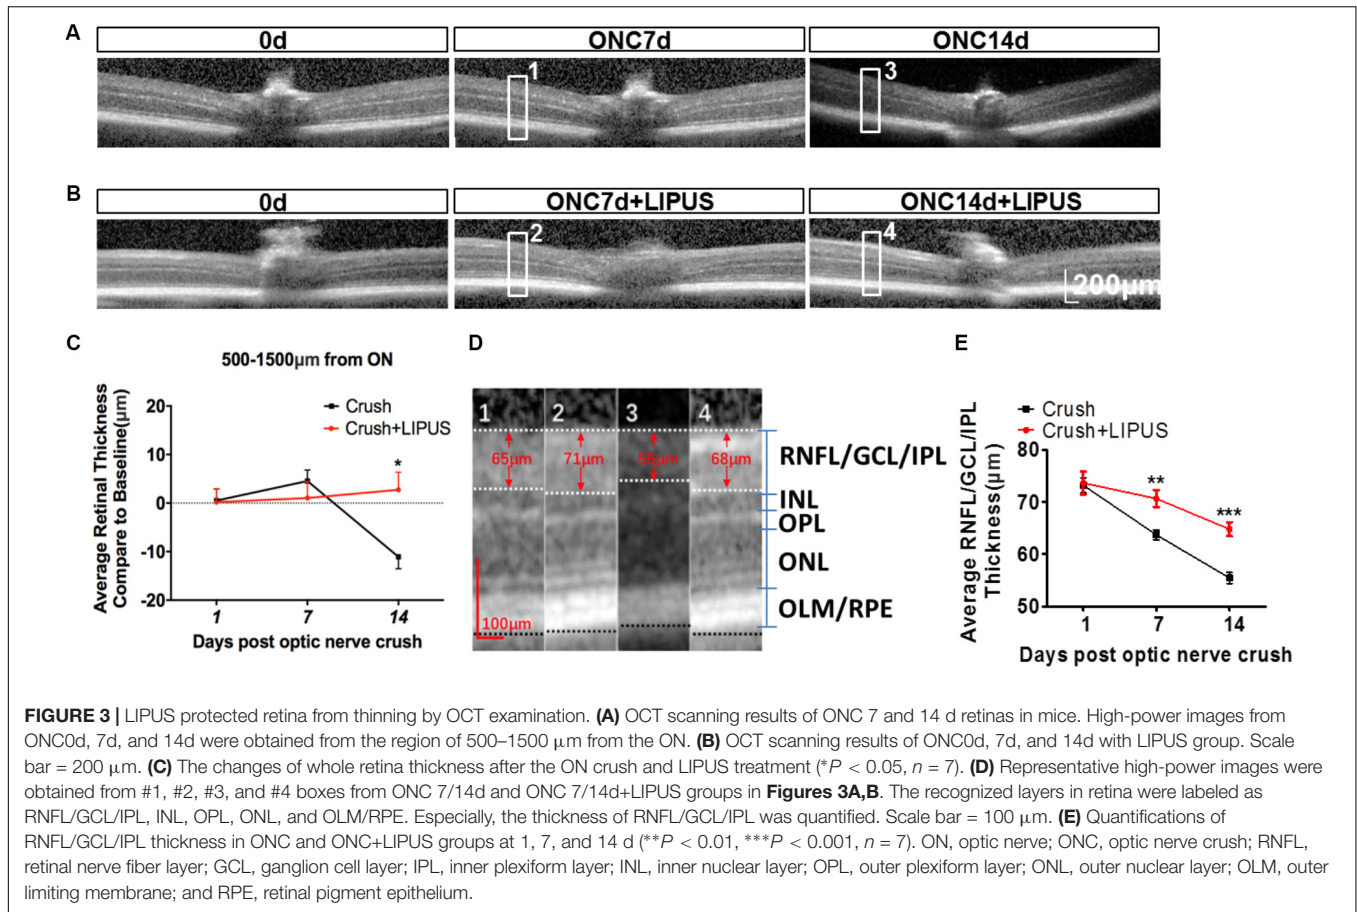 A
0d
ONC7d
ONC14d
1
3
B
0d
ONC7d+LIPUS
ONC14d+LIPUS
2
4
200μm
C
500-1500μm from ON
Average Retinal Thickness
Compare to Baseline(μm)
20
10
0
-10
-20
Crush
Crush+LIPUS
*
1
7
14
Days post optic nerve crush
D
1
2
3
4
65μm
71μm
56μm
68μm
100μm
RNFL/GCL/IPL
INL
OPL
ONL
OLM/RPE
E
Crush
Crush+LIPUS
Average RNFL/GCL/IPL
Thickness(μm)
80
70
60
50
**
***
1
7
14
Days post optic nerve crush
FIGURE 3 | LIPUS protected retina from thinning by OCT examination. (A) OCT scanning results of ONC 7 and 14 d retinas in mice. High-power images from
ONC0d, 7d, and 14d were obtained from the region of 500–1500 μm from the ON. (B) OCT scanning results of ONC0d, 7d, and 14d with LIPUS group. Scale
bar = 200 μm. (C) The changes of whole retina thickness after the ON crush and LIPUS treatment (*P < 0.05, n = 7). (D) Representative high-power images were
obtained from #1, #2, #3, and #4 boxes from ONC 7/14d and ONC 7/14d+LIPUS groups in Figures 3A,B. The recognized layers in retina were labeled as
RNFL/GCL/IPL, INL, OPL, ONL, and OLM/RPE. Especially, the thickness of RNFL/GCL/IPL was quantified. Scale bar = 100 μm. (E) Quantifications of
RNFL/GCL/IPL thickness in ONC and ONC+LIPUS groups at 1, 7, and 14 d (**P < 0.01, ***P < 0.001, n = 7). ON, optic nerve; ONC, optic nerve crush; RNFL,
retinal nerve fiber layer; GCL, ganglion cell layer; IPL, inner plexiform layer; INL, inner nuclear layer; OPL, outer plexiform layer; ONL, outer nuclear layer; OLM, outer
limiting membrane; and RPE, retinal pigment epithelium.